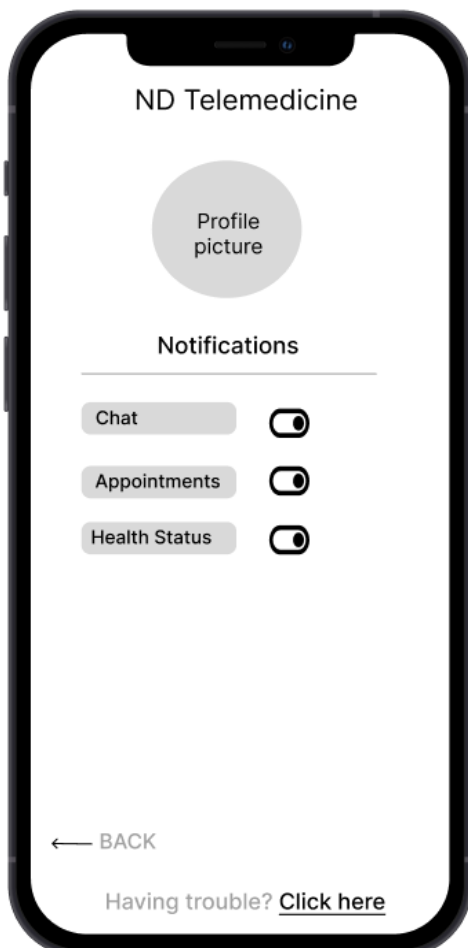 ND Telemedicine
Profile
picture
Notifications
Chat
Appointments
Health Status
BACK
Having trouble? Click here